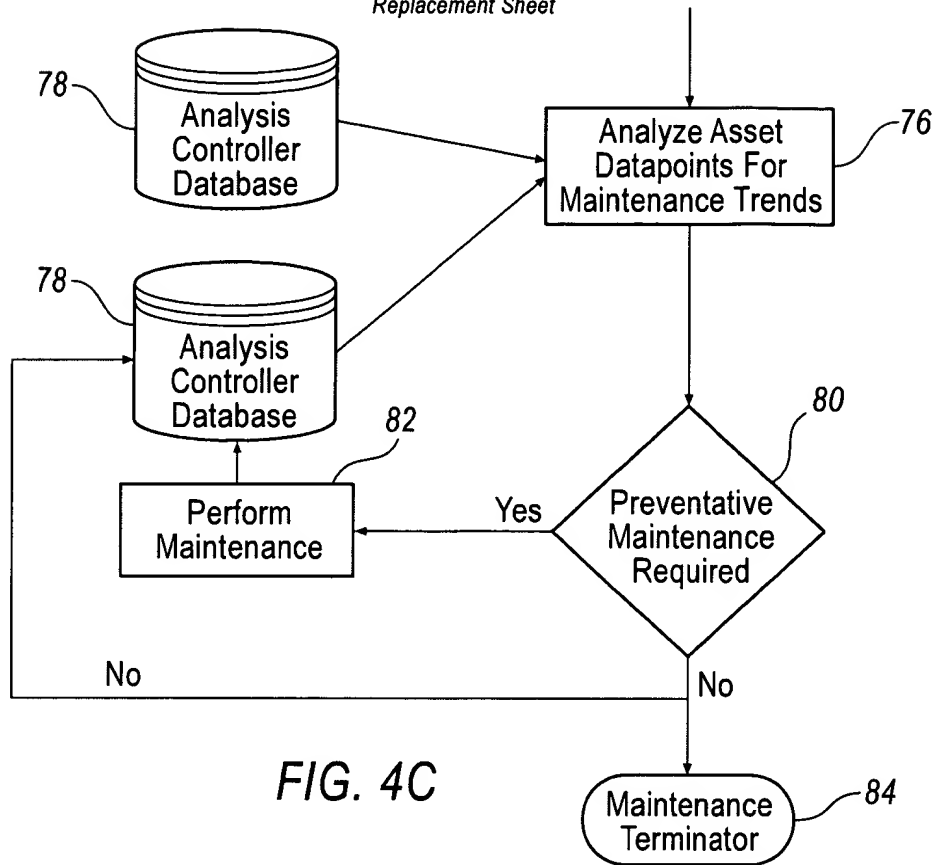 Replacement Sheet
78
Analysis
Controller
Database
Analyze Asset
Datapoints For
Maintenance Trends
76
78
Analysis
Controller
Database
82
Perform
Maintenance
Yes
80
Preventative
Maintenance
Required
No
No
FIG. 4C
Maintenance
Terminator
84